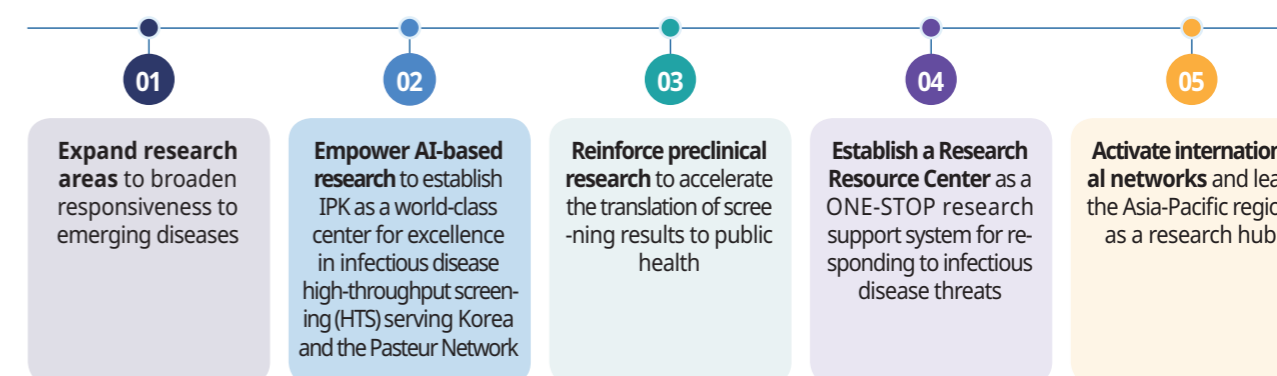 01
Expand research
areas to broaden
responsiveness to
emerging diseases
02
Empower AI-based
research to establish
IPK as a world-class
center for excellence
in infectious disease
high-throughput screen-
ing (HTS) serving Korea
and the Pasteur Network
03
Reinforce preclinical
research to accelerate
the translation of scree
-ning results to public
health
04
Establish a Research
Resource Center as a
ONE-STOP research
support system for re-
sponding to infectious
disease threats
05
Activate internation
al networks and lea
the Asia-Pacific regio
as a research hub